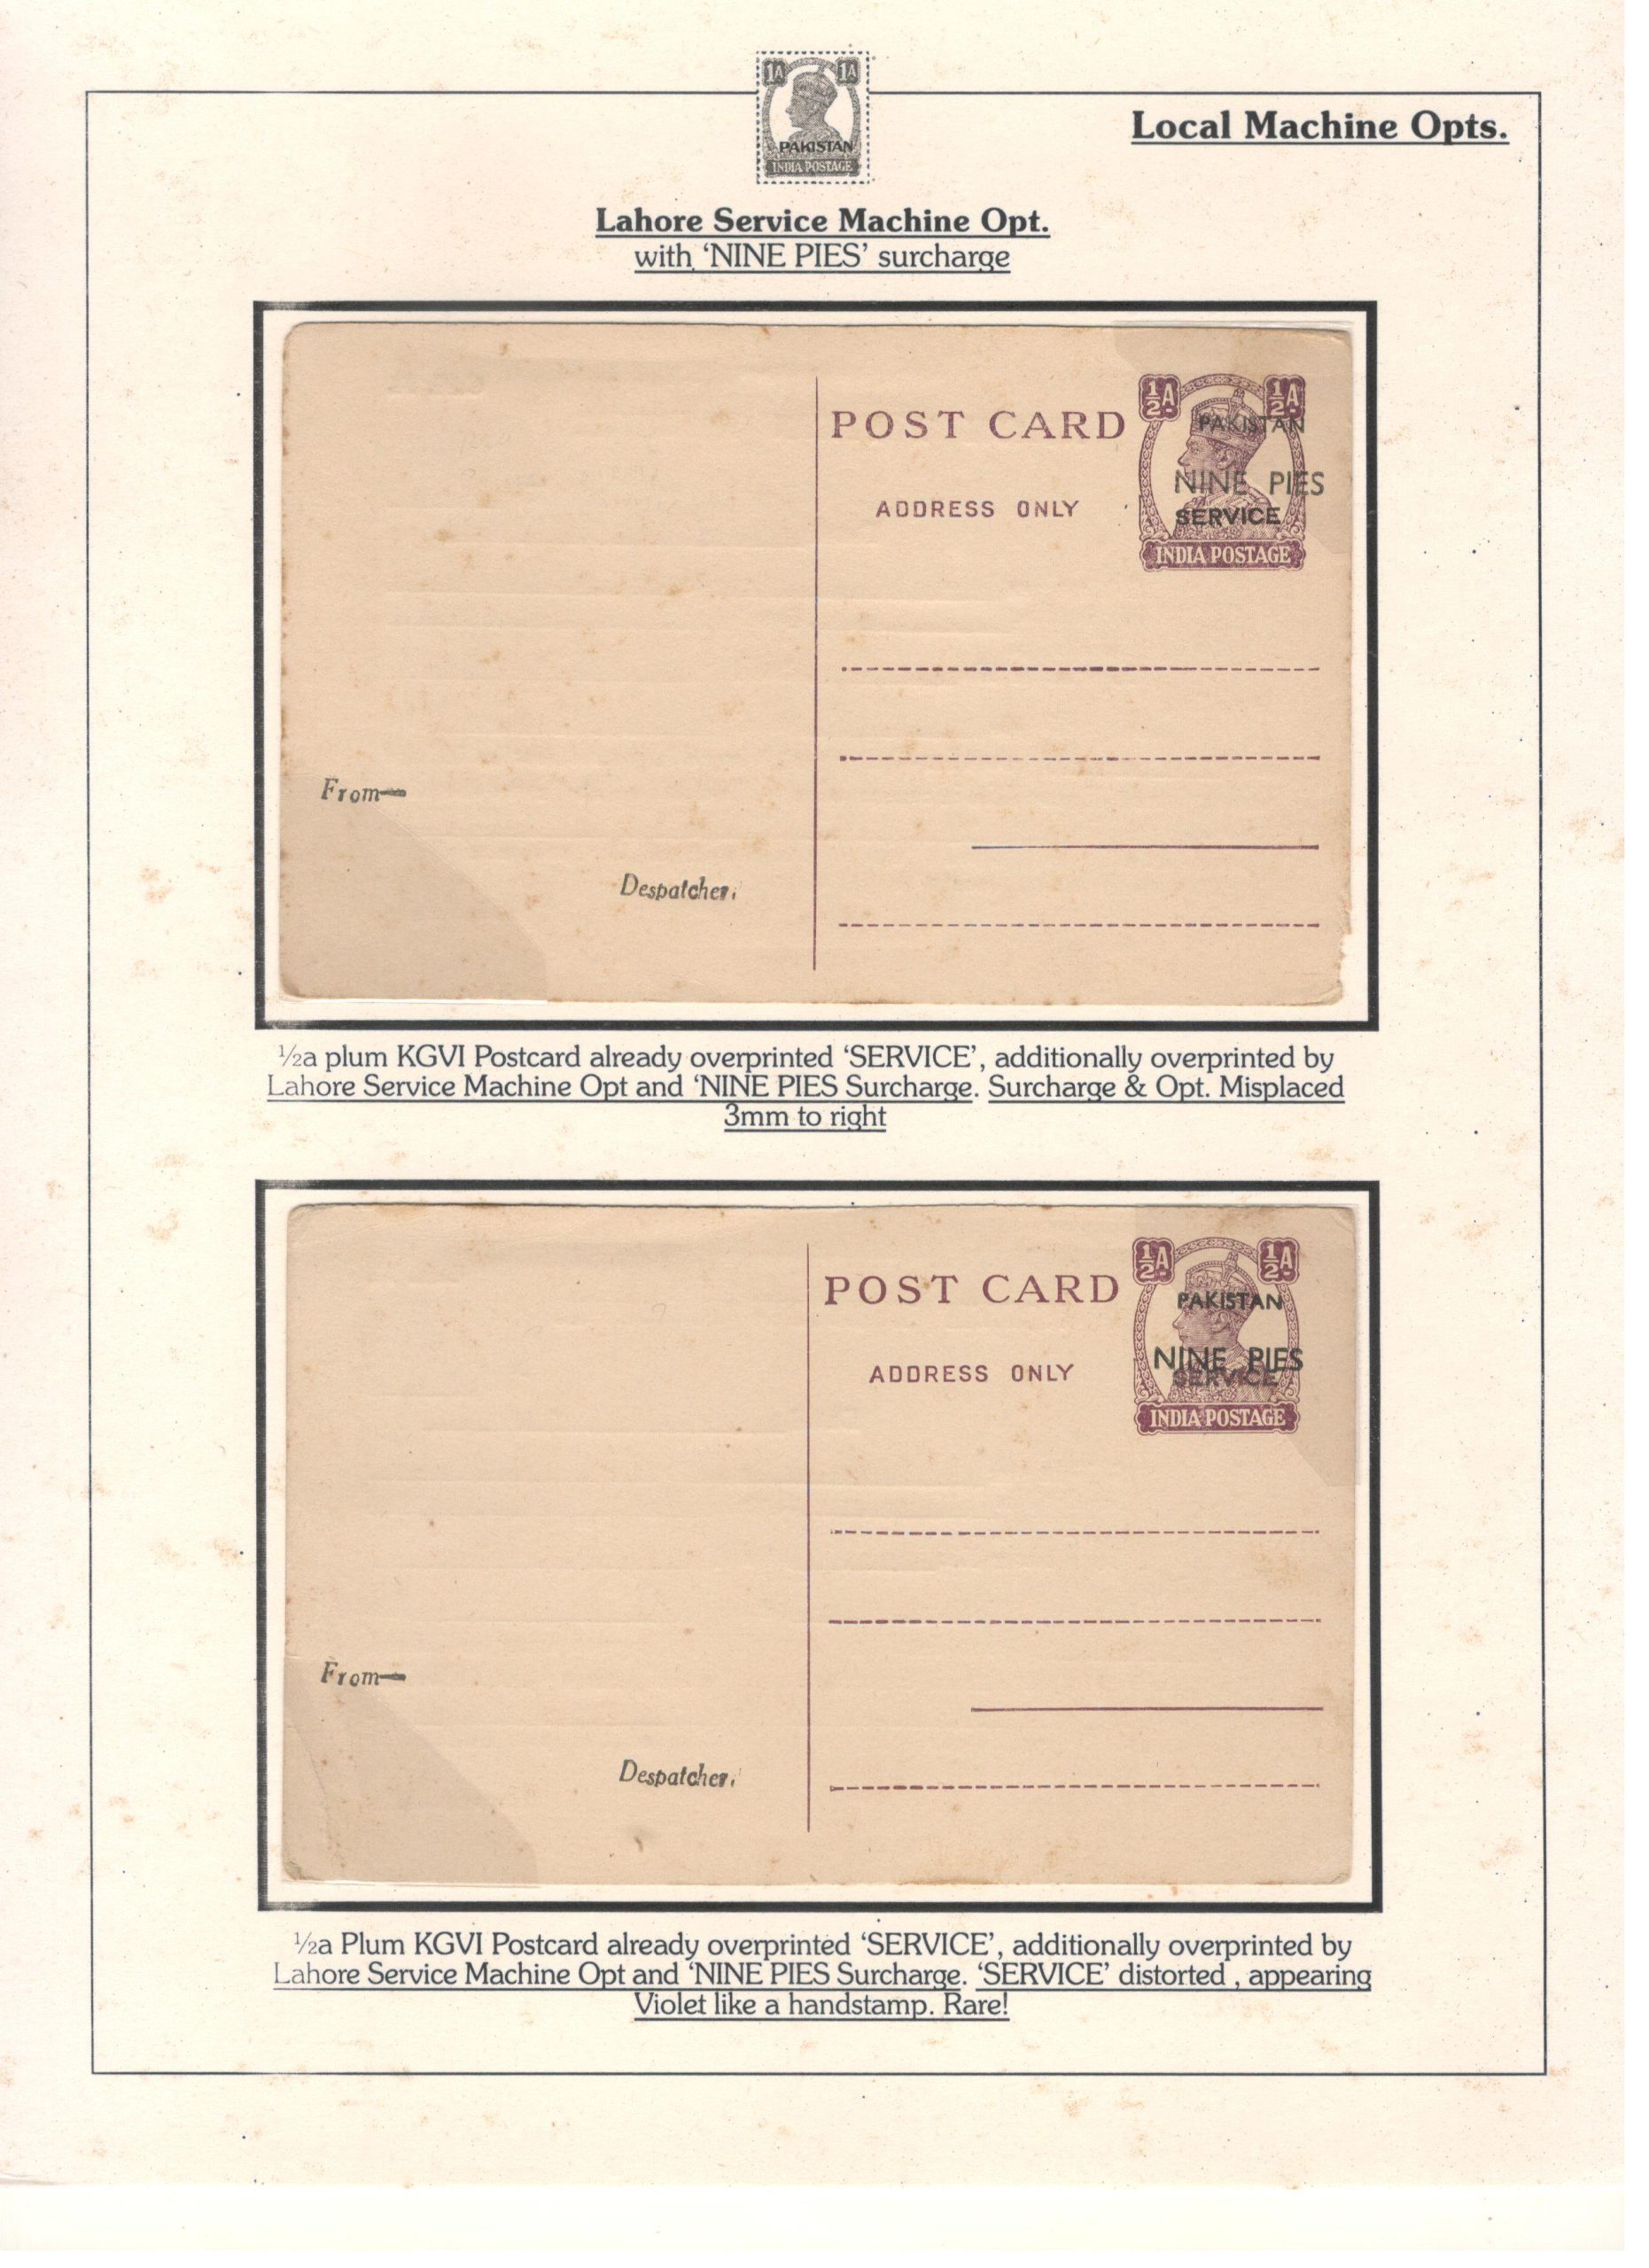 1A 1A
PAKISTAN
INDIA POSTAGE
Local Machine Opts.
Lahore Service Machine Opt.
with 'NINE PIES' surcharge
½A ½A
POST CARD
PAKISTAN
NINE PIES
ADDRESS ONLY
SERVICE
INDIA POSTAGE
From—
Despatcher.
½a plum KGVI Postcard already overprinted 'SERVICE', additionally overprinted by
Lahore Service Machine Opt and 'NINE PIES Surcharge. Surcharge & Opt. Misplaced
3mm to right
½A ½A
POST CARD
PAKISTAN
NINE PIES
ADDRESS ONLY
SERVICE
INDIA POSTAGE
From—
Despatcher.
½a Plum KGVI Postcard already overprinted 'SERVICE', additionally overprinted by
Lahore Service Machine Opt and 'NINE PIES Surcharge. 'SERVICE' distorted , appearing
Violet like a handstamp. Rare!